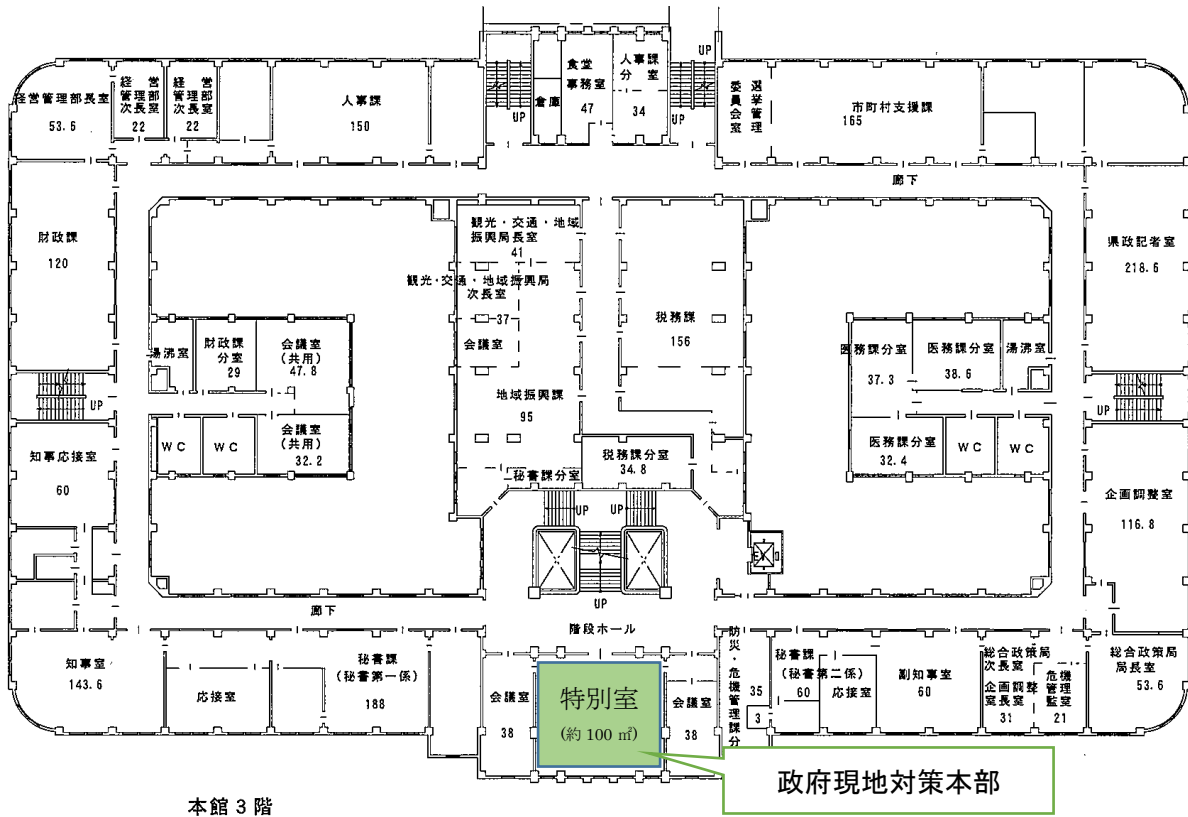 UP
UP
経営管理部長室
53.6
経営
管理部
次長室
22
経営
管理部
次長室
22
人事課
150
UP
倉庫
食堂
事務室
47
人事課
分室
34
UP
選挙管理
委員会室
市町村支援課
165
廊下
財政課
120
観光・交通・地域
振興局長室
41
観光・交通・地域振興局
次長室
37
会議室
地域振興課
95
税務課
156
県政記者室
218.6
湯沸室
財政課
分室
29
会議室
(共用)
47.8
医務課分室
37.3
医務課分室
38.6
湯沸室
UP
UP
WC
WC
会議室
(共用)
32.2
秘書課分室
税務課分室
34.8
医務課分室
32.4
WC
WC
知事応接室
60
UP
UP
企画調整室
116.8
EV
UP
廊下
階段ホール
知事室
143.6
応接室
秘書課
(秘書第一係)
188
会議室
38
特別室
(約 100 ㎡)
会議室
38
防災・危機管理課分
35
3
秘書課
(秘書第二係)
60
応接室
副知事室
60
総合政策局
次長室
企画調整
室長室
31
危機
管理
監室
21
総合政策局
局長室
53.6
政府現地対策本部
本館3階